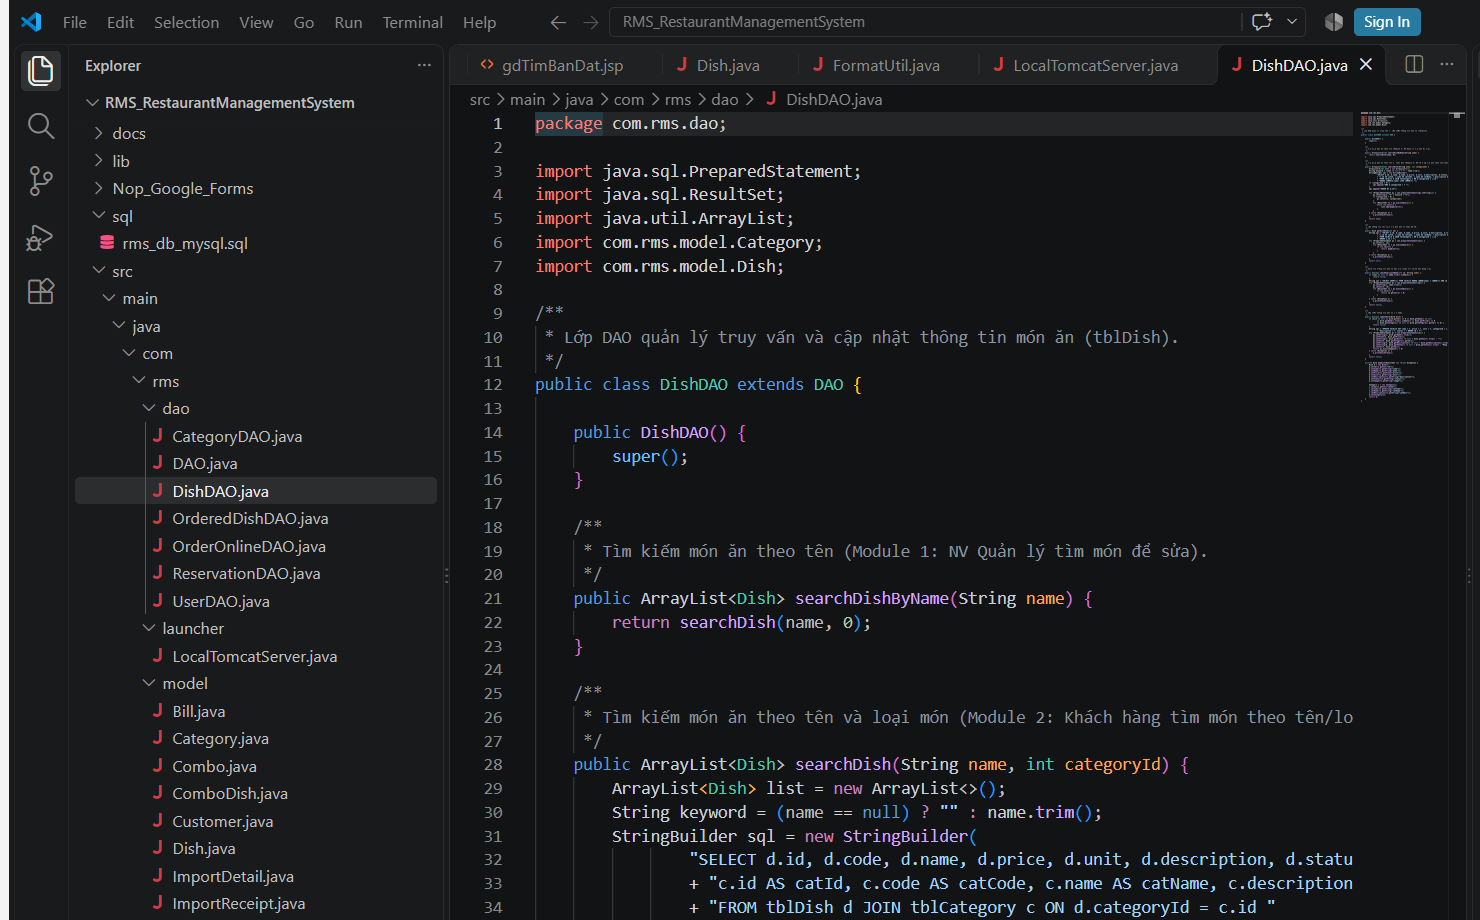 File Edit Selection View Go Run Terminal Help
RMS_RestaurantManagementSystem
Sign In
Explorer
RMS_RestaurantManagementSystem
docs
lib
Nop_Google_Forms
sql
rms_db_mysql.sql
src
main
java
com
rms
dao
CategoryDAO.java
DAO.java
DishDAO.java
OrderedDishDAO.java
OrderOnlineDAO.java
ReservationDAO.java
UserDAO.java
launcher
LocalTomcatServer.java
model
Bill.java
Category.java
Combo.java
ComboDish.java
Customer.java
Dish.java
ImportDetail.java
ImportReceipt.java
gdTimBanDat.jsp Dish.java FormatUtil.java LocalTomcatServer.java DishDAO.java
src > main > java > com > rms > dao > DishDAO.java
1 package com.rms.dao;
2
3 import java.sql.PreparedStatement;
4 import java.sql.ResultSet;
5 import java.util.ArrayList;
6 import com.rms.model.Category;
7 import com.rms.model.Dish;
8
9 /**
10 * Lớp DAO quản lý truy vấn và cập nhật thông tin món ăn (tblDish).
11 */
12 public class DishDAO extends DAO {
13
14 public DishDAO() {
15 super();
16 }
17
18 /**
19 * Tìm kiếm món ăn theo tên (Module 1: NV Quản lý tìm món để sửa).
20 */
21 public ArrayList<Dish> searchDishByName(String name) {
22 return searchDish(name, 0);
23 }
24
25 /**
26 * Tìm kiếm món ăn theo tên và loại món (Module 2: Khách hàng tìm món theo tên/lo
27 */
28 public ArrayList<Dish> searchDish(String name, int categoryId) {
29 ArrayList<Dish> list = new ArrayList<>();
30 String keyword = (name == null) ? "" : name.trim();
31 StringBuilder sql = new StringBuilder(
32 "SELECT d.id, d.code, d.name, d.price, d.unit, d.description, d.statu
33 + "c.id AS catId, c.code AS catCode, c.name AS catName, c.description
34 + "FROM tblDish d JOIN tblCategory c ON d.categoryId = c.id "